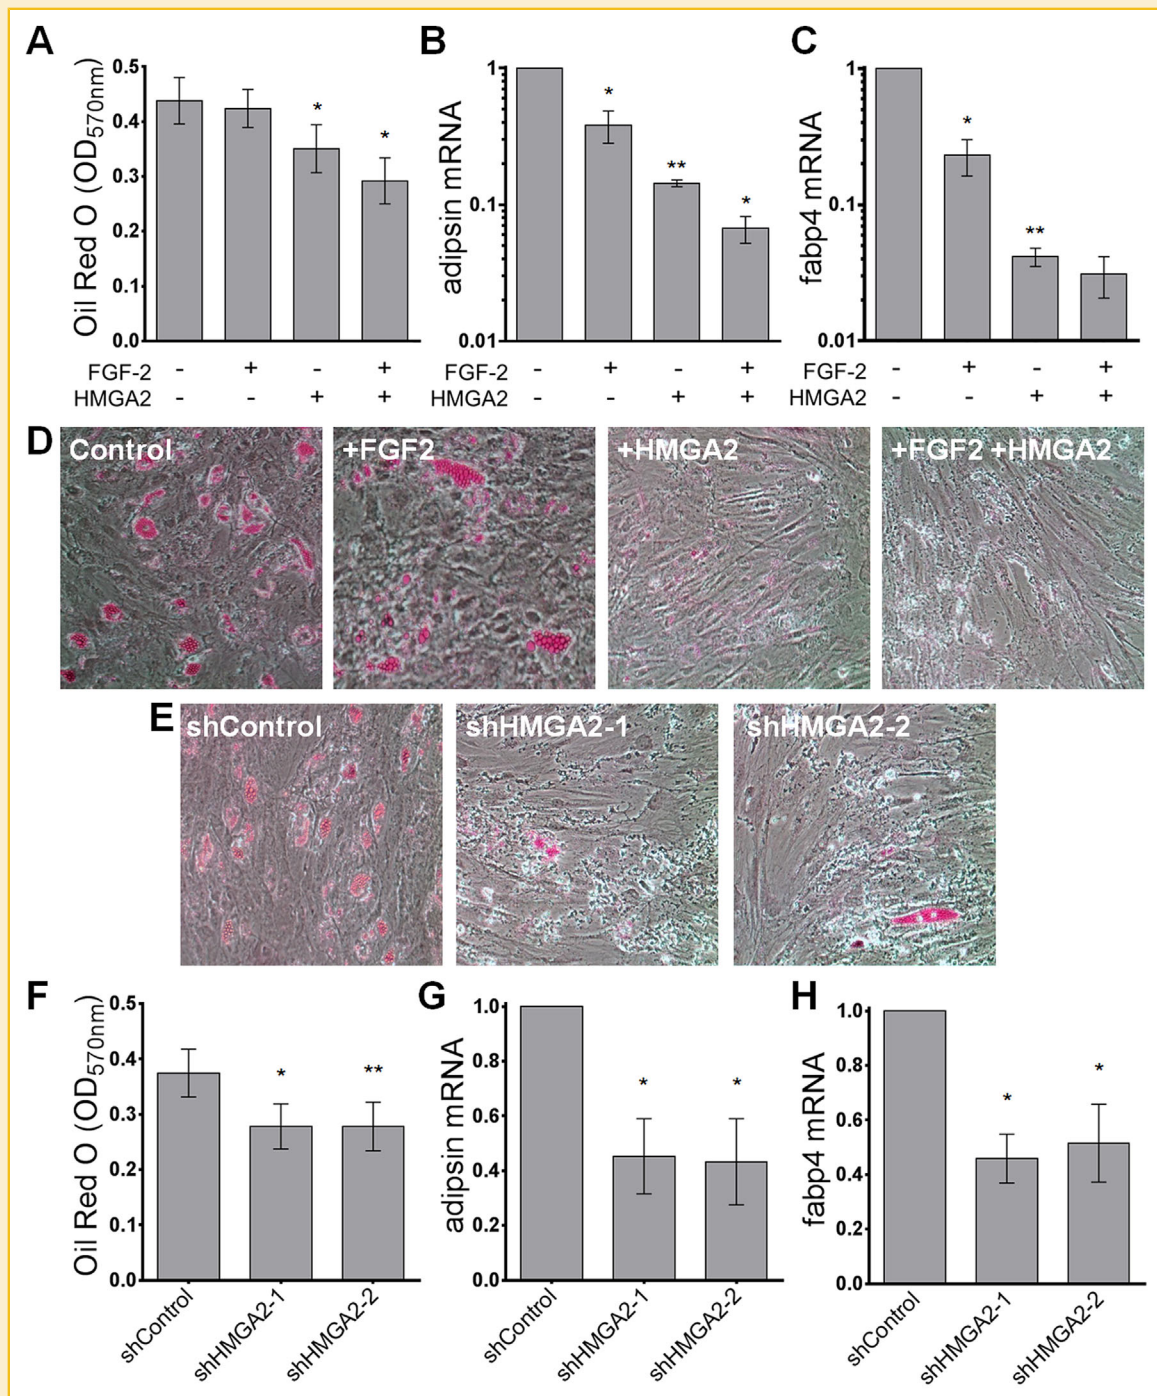 A
B
C
Oil Red O (OD570nm)
0.5
0.4
0.3
0.2
0.1
0.0
*
*
adipsin mRNA
1
0.1
0.01
*
**
*
fabp4 mRNA
1
0.1
0.01
*
**
FGF-2 - + - + 
HMGA2 - - + +
FGF-2 - + - +
HMGA2 - - + +
FGF-2 - + - +
HMGA2 - - + +
D
Control
+FGF2
+HMGA2
+FGF2 +HMGA2
E
shControl
shHMGA2-1
shHMGA2-2
F
G
H
Oil Red O (OD570nm)
0.5
0.4
0.3
0.2
0.1
0.0
*
**
shControl
shHMGA2-1
shHMGA2-2
adipsin mRNA
1.0
0.8
0.6
0.4
0.2
0.0
*
*
shControl
shHMGA2-1
shHMGA2-2
fabp4 mRNA
1.0
0.8
0.6
0.4
0.2
0.0
*
*
shControl
shHMGA2-1
shHMGA2-2